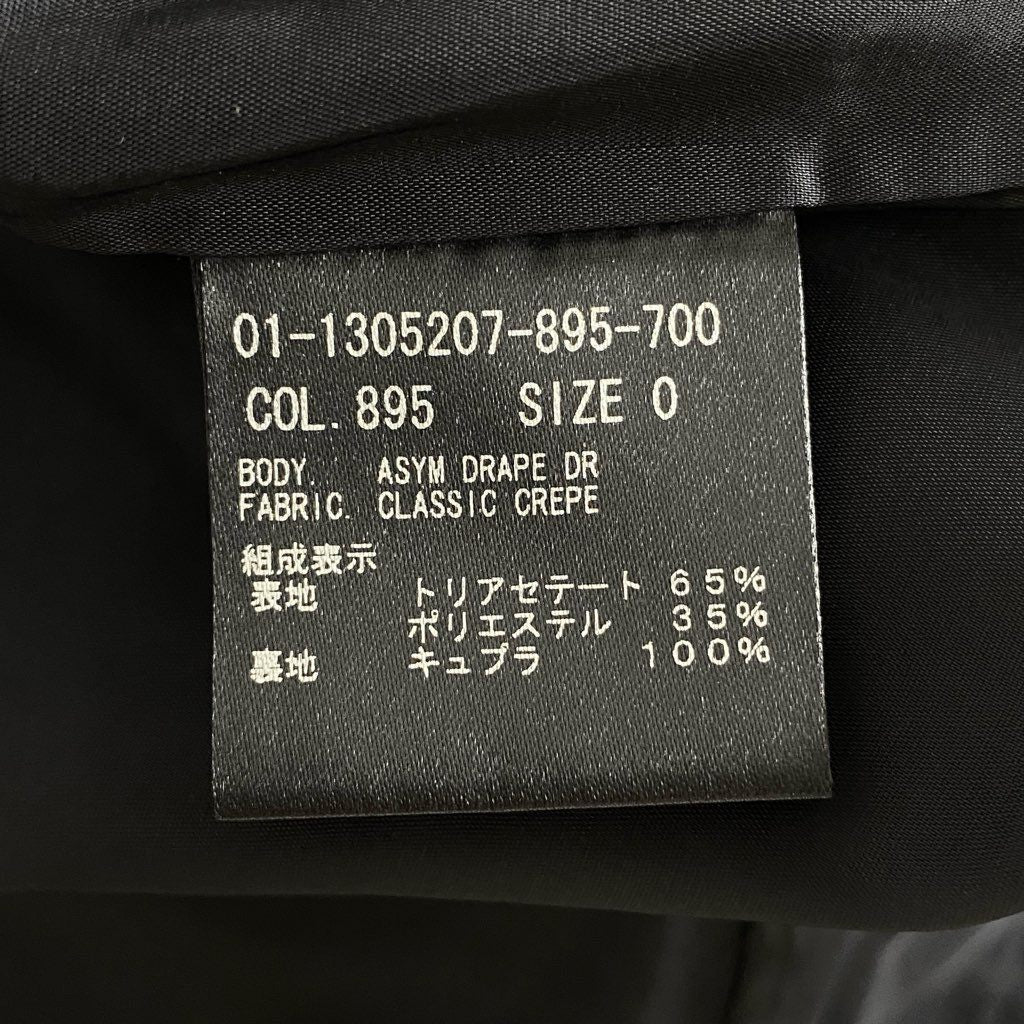 01-1305207-895-700
COL. 895 SIZE 0
BODY. ASYM DRAPE DR
FABRIC. CLASSIC CREPE
組成表示
表地 トリアセテート 65%
ポリエステル 35%
裏地 キュプラ 100%